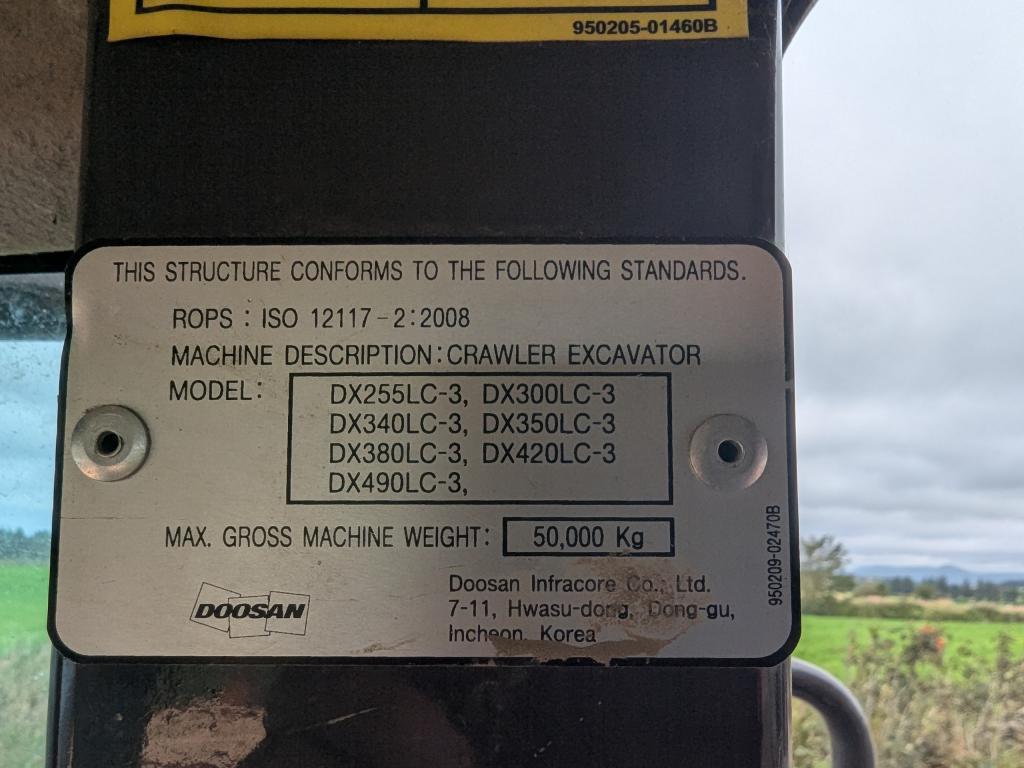 950205-01460B
THIS STRUCTURE CONFORMS TO THE FOLLOWING STANDARDS.
ROPS : ISO 12117-2:2008
MACHINE DESCRIPTION:CRAWLER EXCAVATOR
MODEL: DX255LC-3, DX300LC-3
DX340LC-3, DX350LC-3
DX380LC-3, DX420LC-3
DX490LC-3,
MAX. GROSS MACHINE WEIGHT: 50,000 Kg
DOOSAN
Doosan Infracore Co., Ltd.
7-11, Hwasu-dong, Dong-gu,
Incheon, Korea
950209-02470B